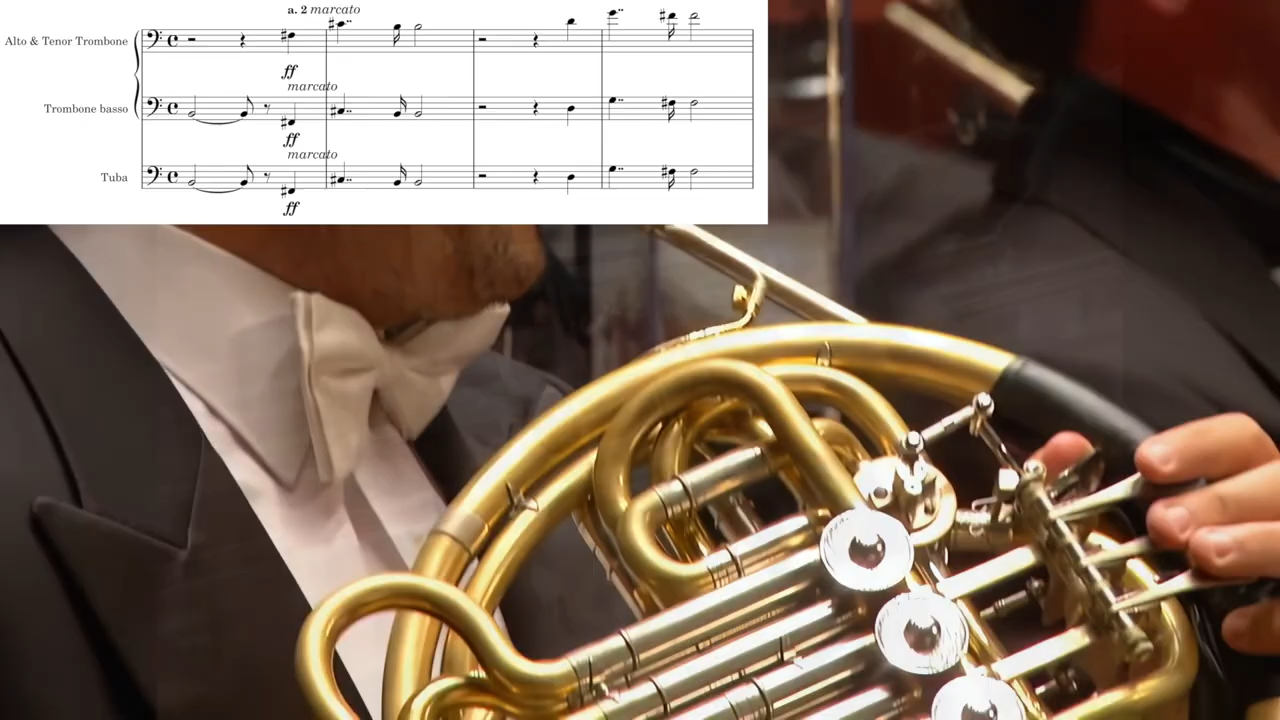 a. 2 marcato
Alto & Tenor Trombone
ff
marcato
Trombone basso
ff
marcato
Tuba
ff